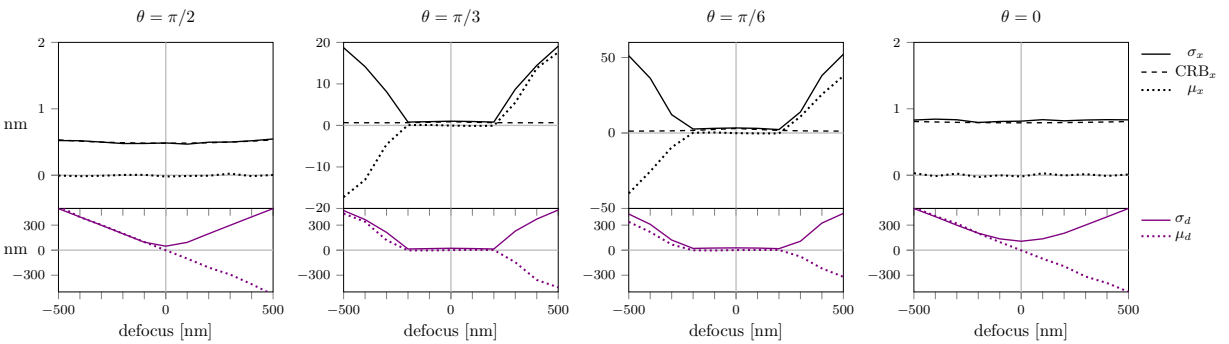 θ = π/2
θ = π/3
θ = π/6
θ = 0
2
1
0
nm
20
10
0
−10
−20
50
0
−50
2
1
0
σx
CRBx
μx
300
0
−300
nm
300
0
−300
300
0
−300
300
0
−300
σd
μd
−500 0 500
−500 0 500
−500 0 500
−500 0 500
defocus [nm]
defocus [nm]
defocus [nm]
defocus [nm]